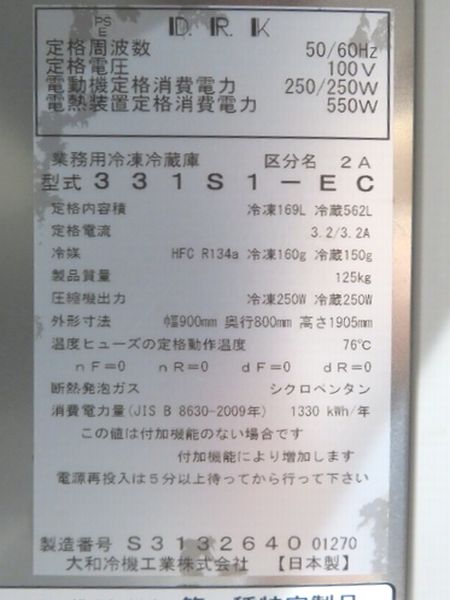 PS
E
D.R.K
定格周波数 50/60Hz
定格電圧 100V
電動機定格消費電力 250/250W
電熱装置定格消費電力 550W
業務用冷凍冷蔵庫 区分名 2A
型式 331S1-EC
定格内容積 冷凍169L 冷蔵562L
定格電流 3.2/3.2A
冷媒 HFC R134a 冷凍160g 冷蔵150g
製品質量 125kg
圧縮機出力 冷凍250W 冷蔵250W
外形寸法 幅900mm 奥行800mm 高さ1905mm
温度ヒューズの定格動作温度 76℃
nF=0 nR=0 dF=0 dR=0
断熱発泡ガス シクロペンタン
消費電力量(JIS B 8630-2009年) 1330 kWh/年
この値は付加機能のない場合です
付加機能により増加します
電源再投入は5分以上待ってから行って下さい
製造番号 S3132640 01270
大和冷機工業株式会社 【日本製】